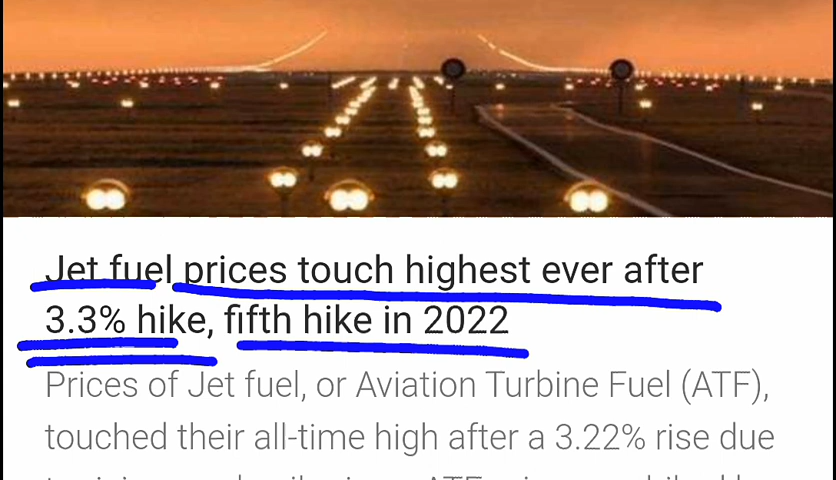 Jet fuel prices touch highest ever after
3.3% hike, fifth hike in 2022
Prices of Jet fuel, or Aviation Turbine Fuel (ATF),
touched their all-time high after a 3.22% rise due